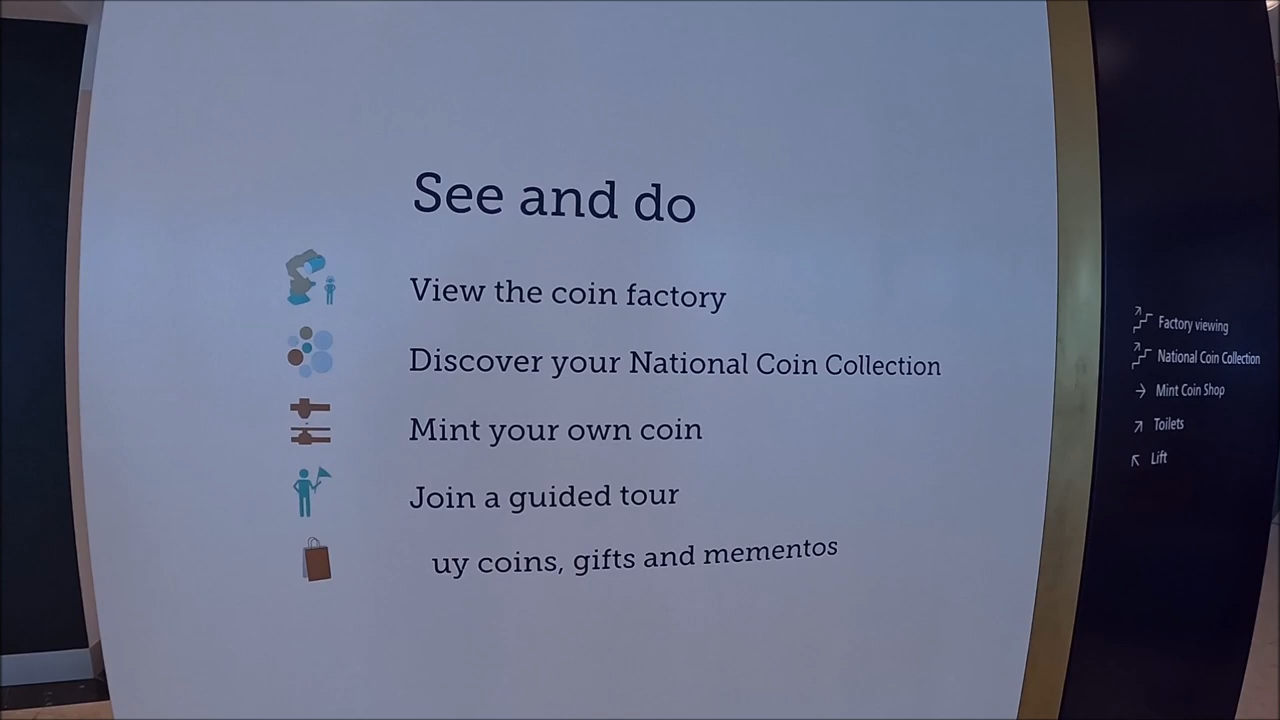 See and do
View the coin factory
Discover your National Coin Collection
Mint your own coin
Join a guided tour
uy coins, gifts and mementos
Factory viewing
National Coin Collection
Mint Coin Shop
Toilets
Lift